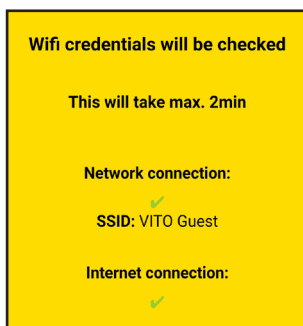 Wifi credentials will be checked
This will take max. 2min
Network connection:
✔
SSID: VITO Guest
Internet connection:
✔